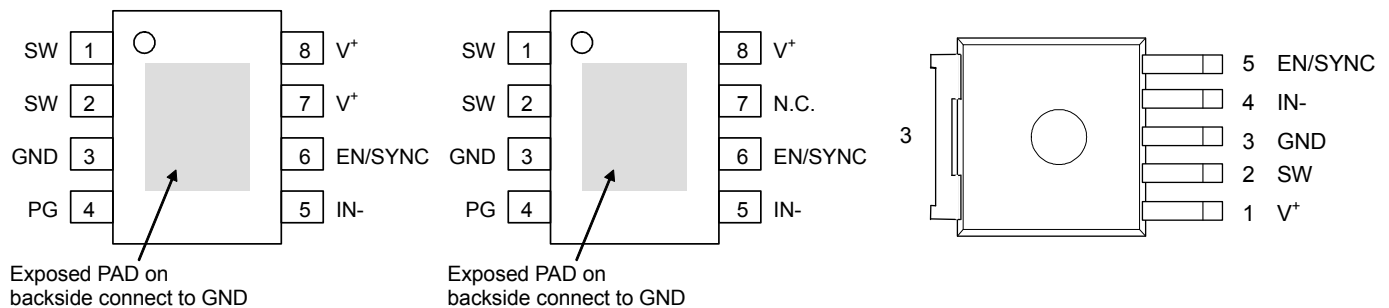 SW 1 8 V⁺
SW 2 7 V⁺
GND 3 6 EN/SYNC
PG 4 5 IN-
Exposed PAD on
backside connect to GND
SW 1 8 V⁺
SW 2 7 N.C.
GND 3 6 EN/SYNC
PG 4 5 IN-
Exposed PAD on
backside connect to GND
3
5 EN/SYNC
4 IN-
3 GND
2 SW
1 V⁺